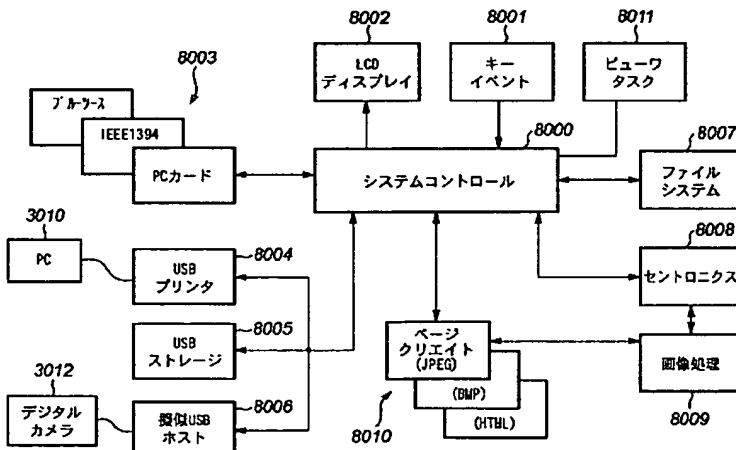 8002
8001
8011
8003
LCD
ディスプレイ
キー
イベント
ビューワ
タスク
ブルーツース
IEEE1394
PCカード
8000
システムコントロール
8007
ファイル
システム
3010
PC
8004
USB
プリンタ
8008
セントロニクス
8005
USB
ストレージ
ページ
クリエイト
(JPEG)
(BMP)
(HTML)
8010
画像処理
8009
3012
デジタル
カメラ
8006
擬似USB
ホスト